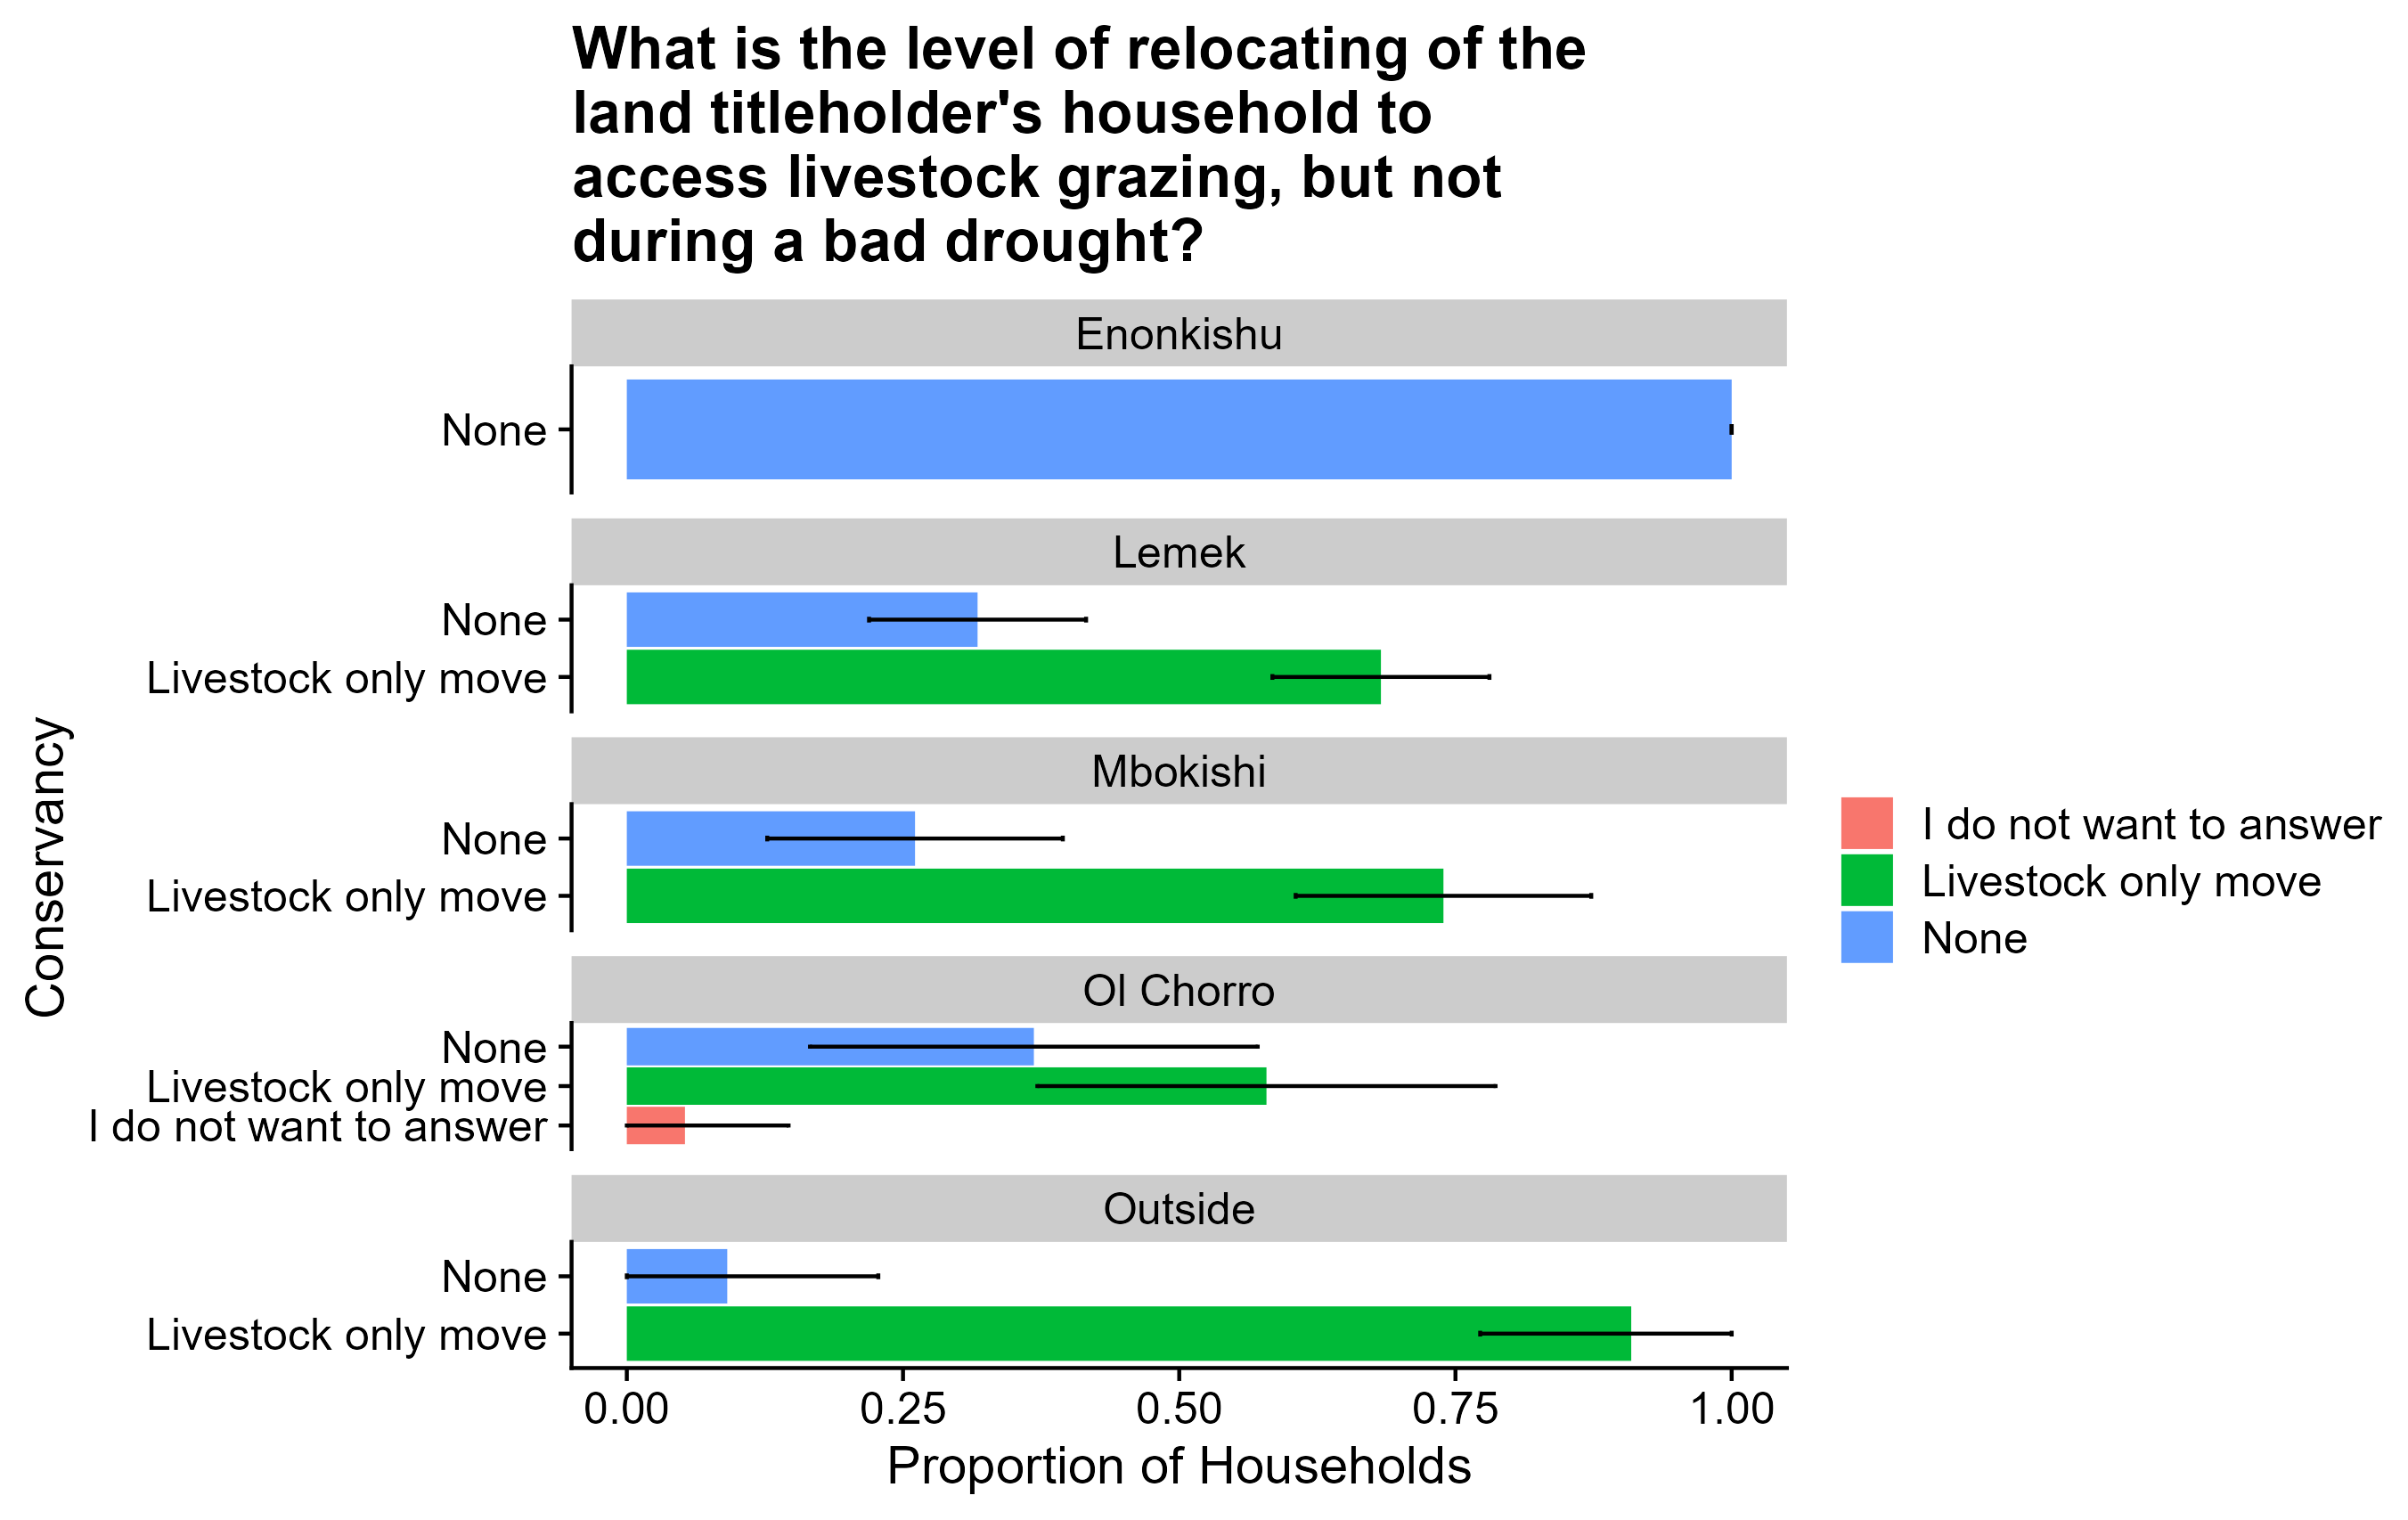 What is the level of relocating of the
land titleholder's household to
access livestock grazing, but not
during a bad drought?
Enonkishu
None
Lemek
None
Livestock only move
Mbokishi
None
Livestock only move
Ol Chorro
None
Livestock only move
I do not want to answer
Outside
None
Livestock only move
0.00 0.25 0.50 0.75 1.00
Proportion of Households
Conservancy
I do not want to answer
Livestock only move
None